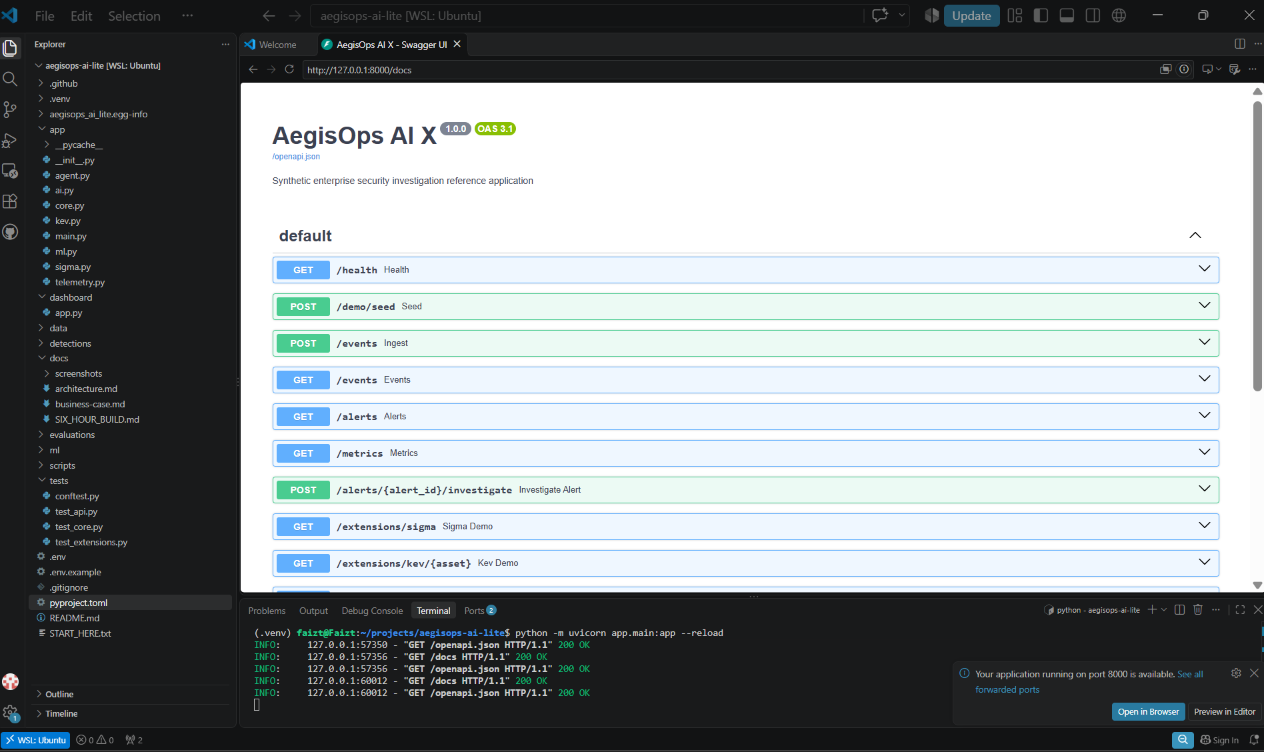 File Edit Selection ··· aegisops-ai-lite [WSL: Ubuntu] Update
Explorer ···
aegisops-ai-lite [WSL: Ubuntu]
.github
.venv
aegisops_ai_lite.egg-info
app
__pycache__
__init__.py
agent.py
ai.py
core.py
kev.py
main.py
ml.py
sigma.py
telemetry.py
dashboard
app.py
data
detections
docs
screenshots
architecture.md
business-case.md
SIX_HOUR_BUILD.md
evaluations
ml
scripts
tests
conftest.py
test_api.py
test_core.py
test_extensions.py
.env
.env.example
.gitignore
pyproject.toml
README.md
START_HERE.txt
Outline
Timeline
1
Welcome AegisOps AI X - Swagger UI
http://127.0.0.1:8000/docs
AegisOps AI X 1.0.0 OAS 3.1
/openapi.json
Synthetic enterprise security investigation reference application
default
GET /health Health
POST /demo/seed Seed
POST /events Ingest
GET /events Events
GET /alerts Alerts
GET /metrics Metrics
POST /alerts/{alert_id}/investigate Investigate Alert
GET /extensions/sigma Sigma Demo
GET /extensions/kev/{asset} Kev Demo
Problems Output Debug Console Terminal Ports 2 python - aegisops-ai-lite
(.venv) faizt@Faizt:~/projects/aegisops-ai-lite$ python -m uvicorn app.main:app --reload
INFO: 127.0.0.1:57350 - "GET /openapi.json HTTP/1.1" 200 OK
INFO: 127.0.0.1:57356 - "GET /docs HTTP/1.1" 200 OK
INFO: 127.0.0.1:57356 - "GET /openapi.json HTTP/1.1" 200 OK
INFO: 127.0.0.1:60012 - "GET /docs HTTP/1.1" 200 OK
INFO: 127.0.0.1:60012 - "GET /openapi.json HTTP/1.1" 200 OK
Your application running on port 8000 is available. See all
forwarded ports
Open in Browser Preview in Editor
WSL: Ubuntu 0 0 2 Sign In